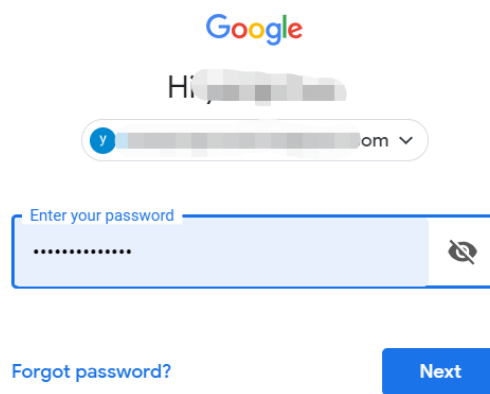 Google
Hi
y om
Enter your password
••••••••••••••
Forgot password? Next